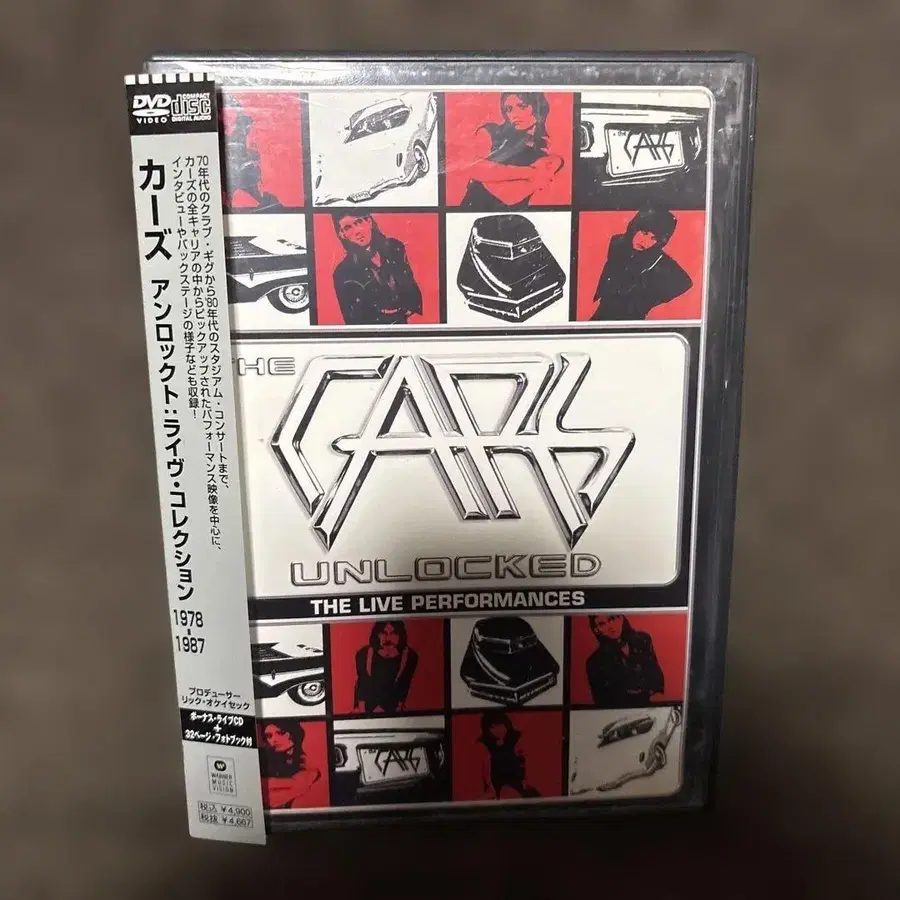 DVD VIDEO
COMPACT disc DIGITAL AUDIO
カーズ アンロックト:ライヴ・コレクション 1978-1987
70年代のクラブ・ギグから'80年代のスタジアム・コンサートまで、
カーズの全キャリアの中からピックアップされたパフォーマンス映像を中心に、
インタビューやバックステージの様子なども収録!
プロデューサー
リック・オケイセック
ボーナス・ライブCD
+
32ページ・フォトブック付
WARNER
MUSIC
VISION
税込 ¥4,900
税抜 ¥4,667
the CARS
THE
CARS
UNLOCKED
THE LIVE PERFORMANCES
CARS